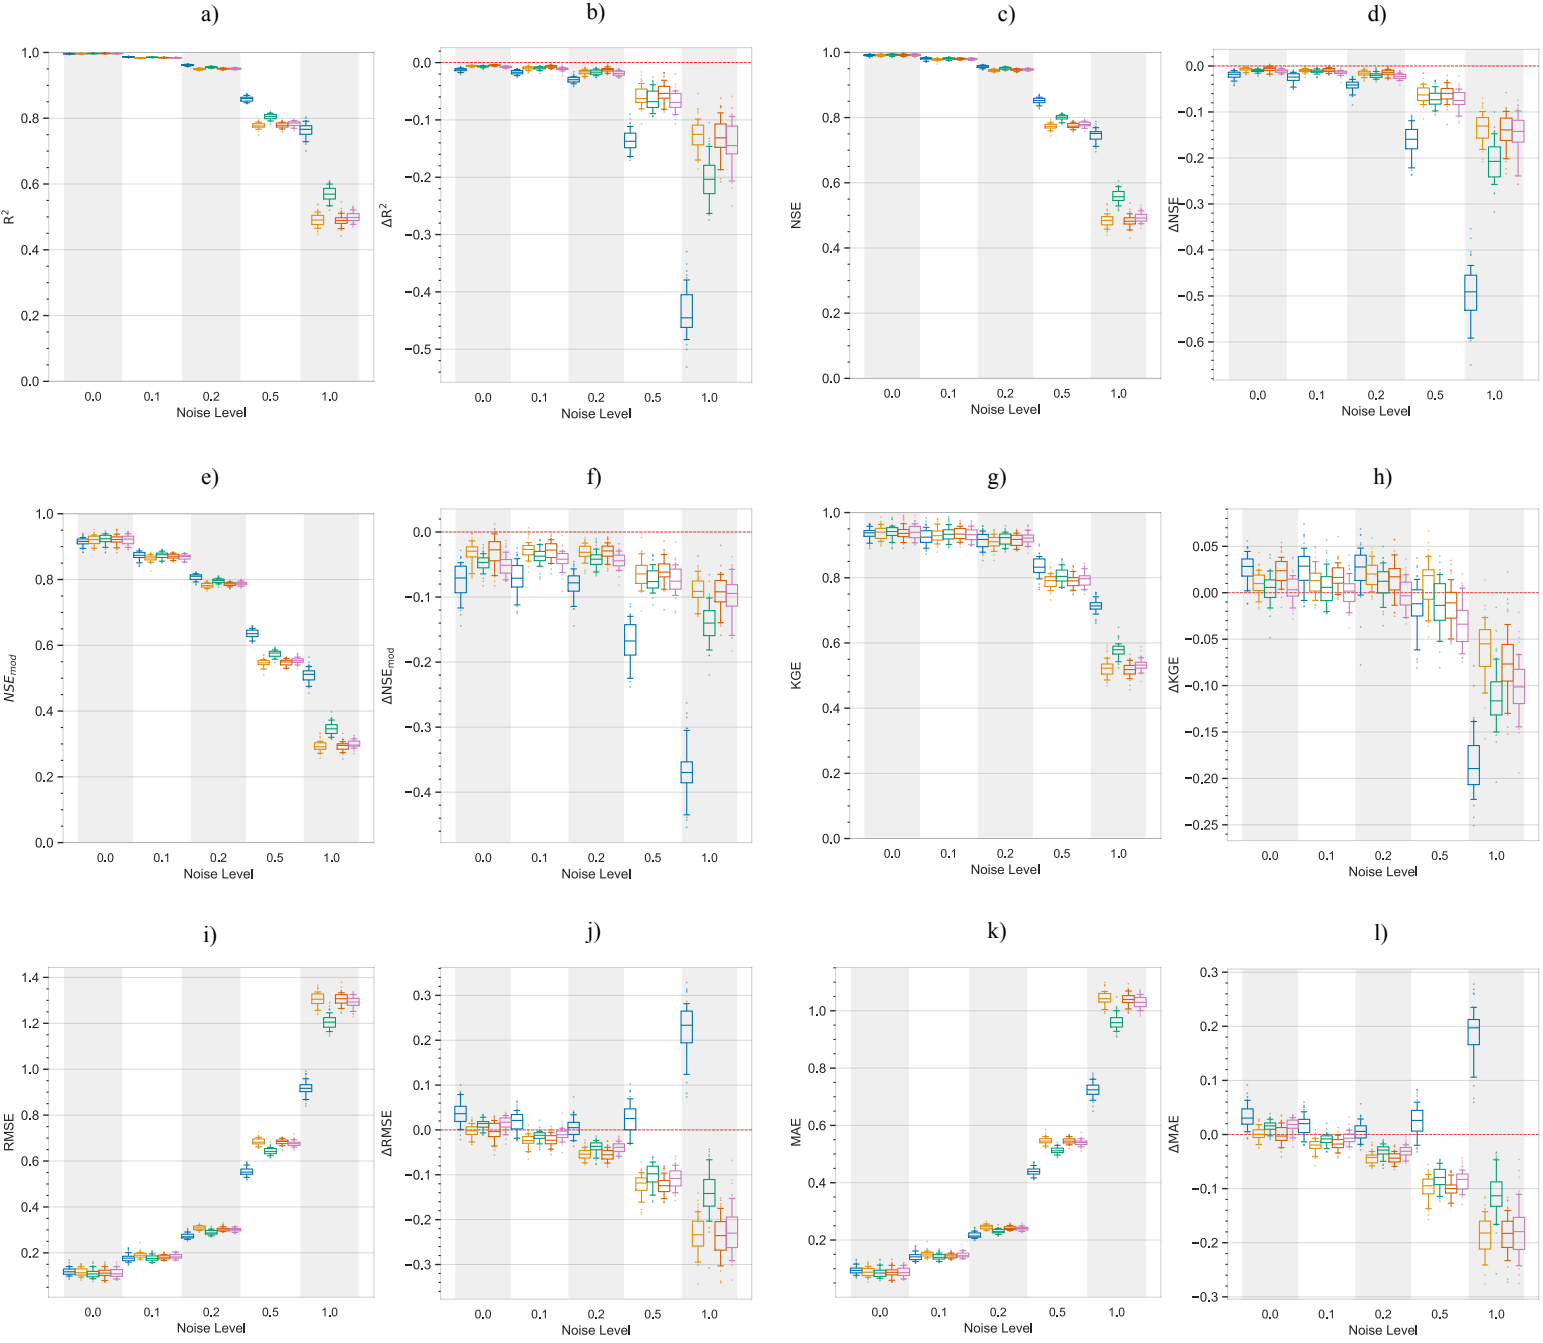 a)
b)
c)
d)
1.0
0.8
0.6
0.4
0.2
0.0
R²
0.0 0.1 0.2 0.5 1.0
Noise Level
0.0
−0.1
−0.2
−0.3
−0.4
−0.5
ΔR²
0.0 0.1 0.2 0.5 1.0
Noise Level
1.0
0.8
0.6
0.4
0.2
0.0
NSE
0.0 0.1 0.2 0.5 1.0
Noise Level
0.0
−0.1
−0.2
−0.3
−0.4
−0.5
−0.6
ΔNSE
0.0 0.1 0.2 0.5 1.0
Noise Level
e)
f)
g)
h)
1.0
0.8
0.6
0.4
0.2
0.0
NSE_mod
0.0 0.1 0.2 0.5 1.0
Noise Level
0.0
−0.1
−0.2
−0.3
−0.4
ΔNSE_mod
0.0 0.1 0.2 0.5 1.0
Noise Level
1.0
0.8
0.6
0.4
0.2
0.0
KGE
0.0 0.1 0.2 0.5 1.0
Noise Level
0.05
0.00
−0.05
−0.10
−0.15
−0.20
−0.25
ΔKGE
0.0 0.1 0.2 0.5 1.0
Noise Level
i)
j)
k)
l)
1.4
1.2
1.0
0.8
0.6
0.4
0.2
RMSE
0.0 0.1 0.2 0.5 1.0
Noise Level
0.3
0.2
0.1
0.0
−0.1
−0.2
−0.3
ΔRMSE
0.0 0.1 0.2 0.5 1.0
Noise Level
1.0
0.8
0.6
0.4
0.2
MAE
0.0 0.1 0.2 0.5 1.0
Noise Level
0.3
0.2
0.1
0.0
−0.1
−0.2
−0.3
ΔMAE
0.0 0.1 0.2 0.5 1.0
Noise Level